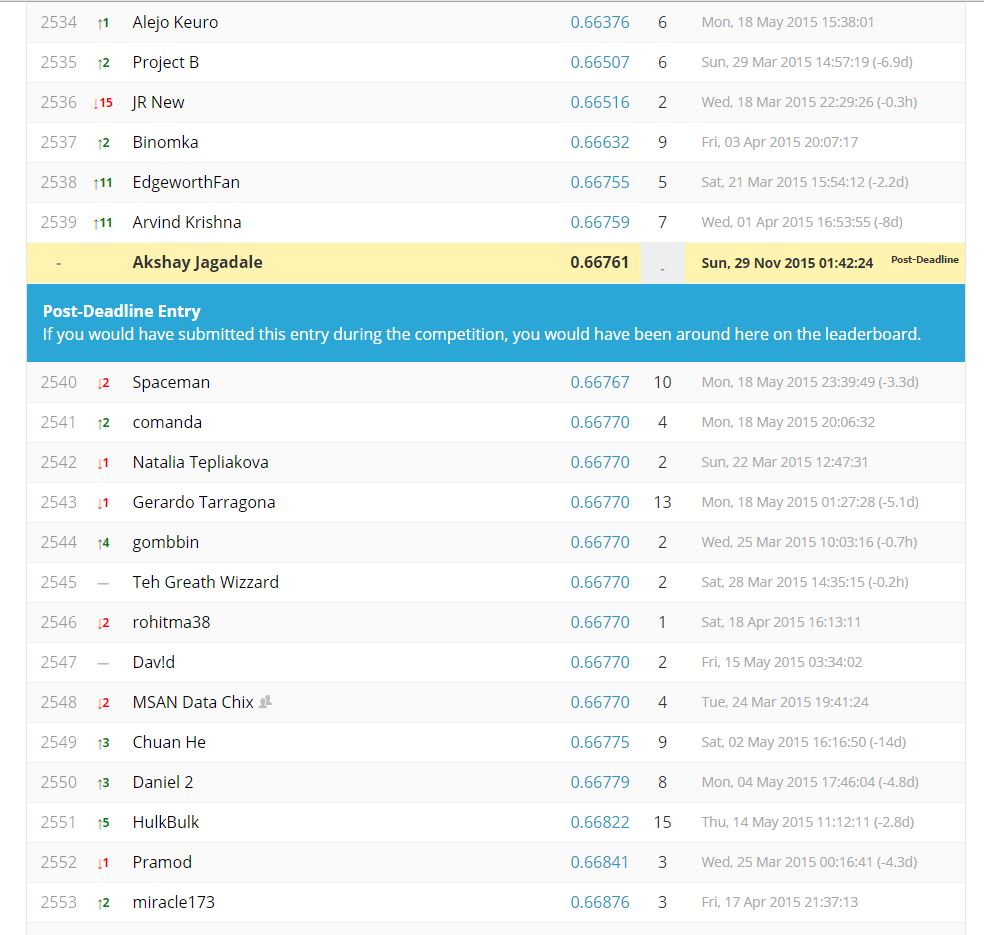 2534 ↑1 Alejo Keuro 0.66376 6 Mon, 18 May 2015 15:38:01
2535 ↑2 Project B 0.66507 6 Sun, 29 Mar 2015 14:57:19 (-6.9d)
2536 ↓15 JR New 0.66516 2 Wed, 18 Mar 2015 22:29:26 (-0.3h)
2537 ↑2 Binomka 0.66632 9 Fri, 03 Apr 2015 20:07:17
2538 ↑11 EdgeworthFan 0.66755 5 Sat, 21 Mar 2015 15:54:12 (-2.2d)
2539 ↑11 Arvind Krishna 0.66759 7 Wed, 01 Apr 2015 16:53:55 (-8d)
- Akshay Jagadale 0.66761 - Sun, 29 Nov 2015 01:42:24 Post-Deadline
Post-Deadline Entry
If you would have submitted this entry during the competition, you would have been around here on the leaderboard.
2540 ↓2 Spaceman 0.66767 10 Mon, 18 May 2015 23:39:49 (-3.3d)
2541 ↑2 comanda 0.66770 4 Mon, 18 May 2015 20:06:32
2542 ↓1 Natalia Tepliakova 0.66770 2 Sun, 22 Mar 2015 12:47:31
2543 ↓1 Gerardo Tarragona 0.66770 13 Mon, 18 May 2015 01:27:28 (-5.1d)
2544 ↑4 gombbin 0.66770 2 Wed, 25 Mar 2015 10:03:16 (-0.7h)
2545 — Teh Greath Wizzard 0.66770 2 Sat, 28 Mar 2015 14:35:15 (-0.2h)
2546 ↓2 rohitma38 0.66770 1 Sat, 18 Apr 2015 16:13:11
2547 — Dav!d 0.66770 2 Fri, 15 May 2015 03:34:02
2548 ↓2 MSAN Data Chix 0.66770 4 Tue, 24 Mar 2015 19:41:24
2549 ↑3 Chuan He 0.66775 9 Sat, 02 May 2015 16:16:50 (-14d)
2550 ↑3 Daniel 2 0.66779 8 Mon, 04 May 2015 17:46:04 (-4.8d)
2551 ↑5 HulkBulk 0.66822 15 Thu, 14 May 2015 11:12:11 (-2.8d)
2552 ↓1 Pramod 0.66841 3 Wed, 25 Mar 2015 00:16:41 (-4.3d)
2553 ↑2 miracle173 0.66876 3 Fri, 17 Apr 2015 21:37:13